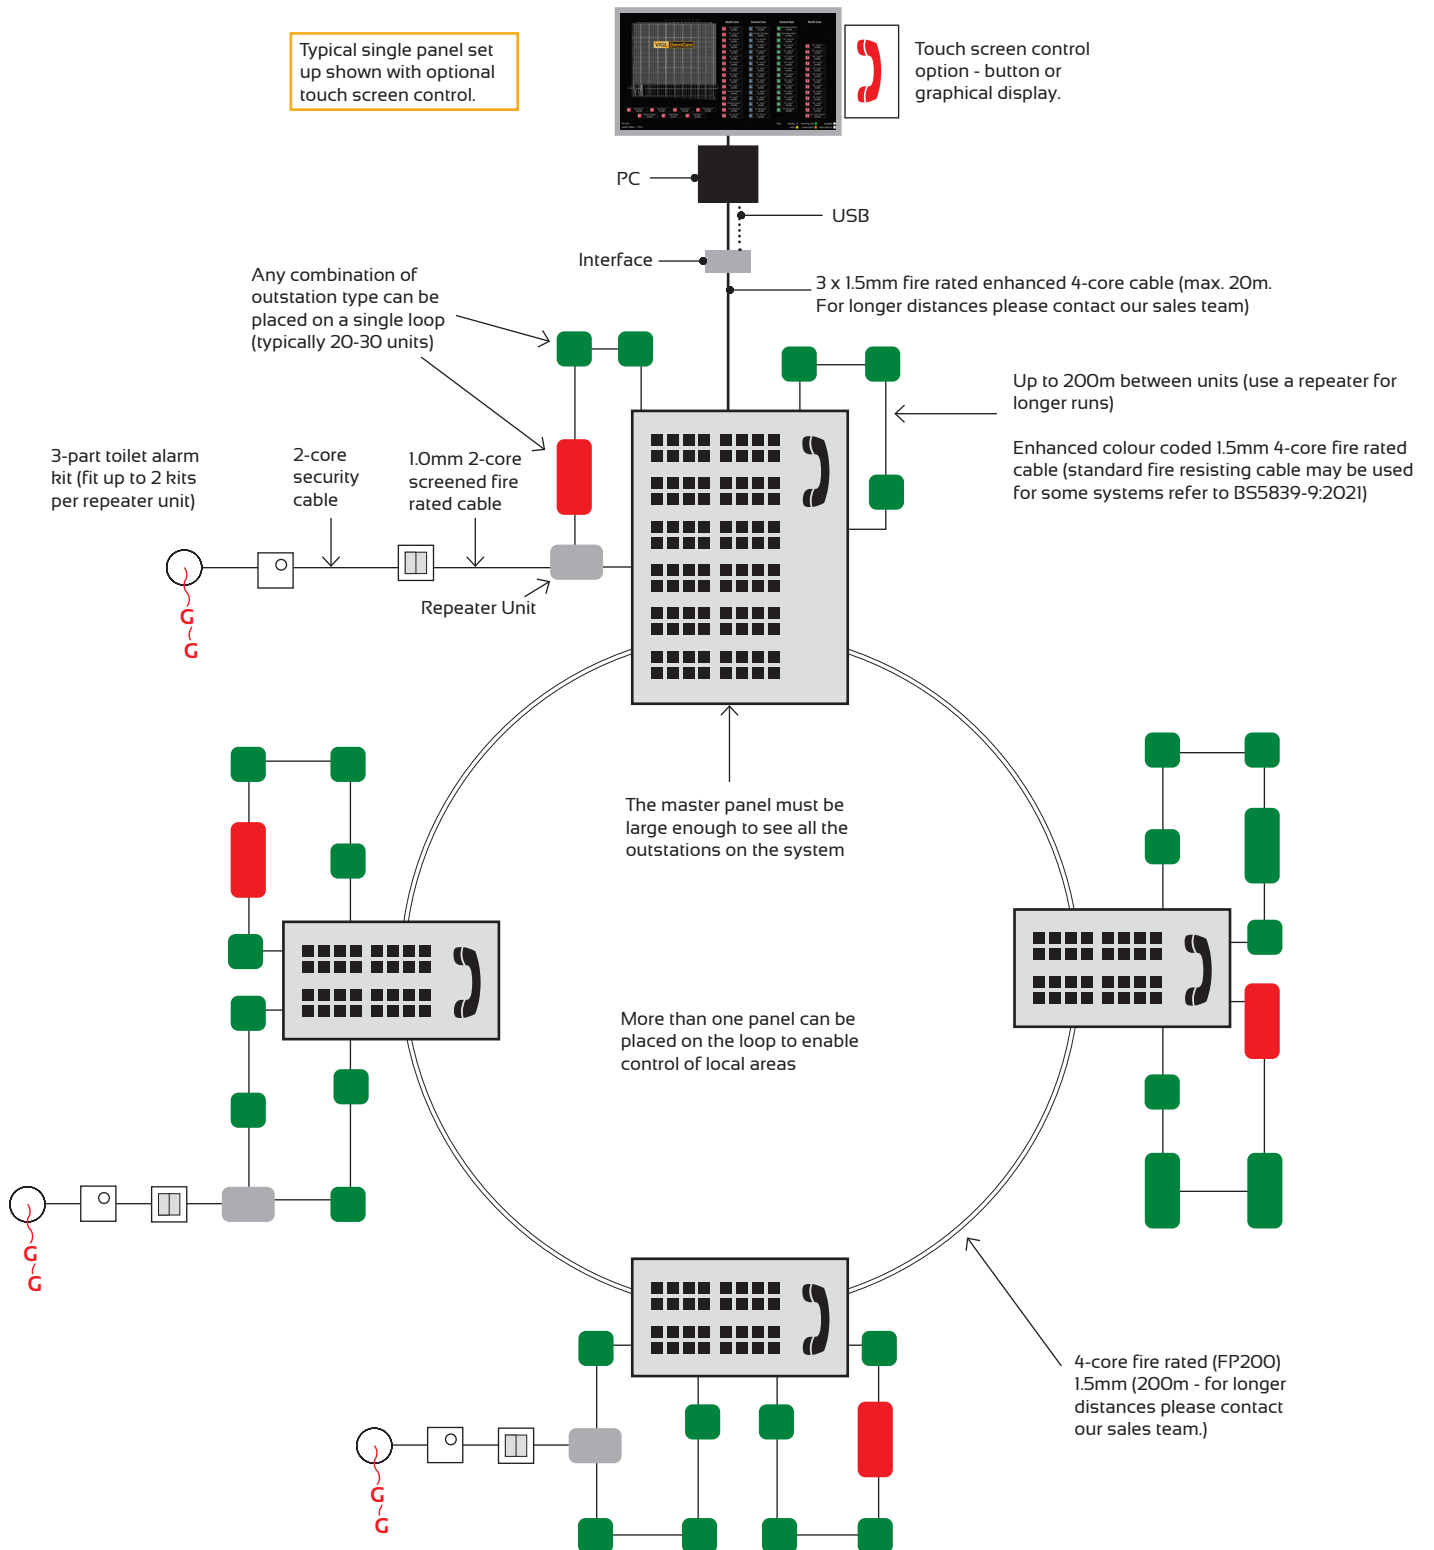 Typical single panel set
up shown with optional
touch screen control.
VIGIL
Touch screen control
option - button or
graphical display.
PC
USB
Interface
3 x 1.5mm fire rated enhanced 4-core cable (max. 20m.
For longer distances please contact our sales team)
Any combination of
outstation type can be
placed on a single loop
(typically 20-30 units)
Up to 200m between units (use a repeater for
longer runs)
Enhanced colour coded 1.5mm 4-core fire rated
cable (standard fire resisting cable may be used
for some systems refer to BS5839-9:2021)
3-part toilet alarm
kit (fit up to 2 kits
per repeater unit)
2-core
security
cable
1.0mm 2-core
screened fire
rated cable
Repeater Unit
G
G
The master panel must be
large enough to see all the
outstations on the system
More than one panel can be
placed on the loop to enable
control of local areas
G
G
4-core fire rated (FP200)
1.5mm (200m - for longer
distances please contact
our sales team.)
G
G